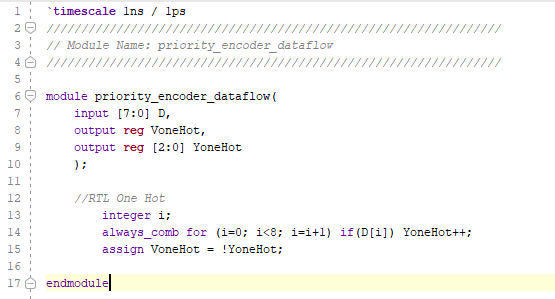 1 `timescale 1ns / 1ps
2 //////////////////////////////////////////////////////////////////
3 // Module Name: priority_encoder_dataflow
4 //////////////////////////////////////////////////////////////////
5
6 module priority_encoder_dataflow(
7 input [7:0] D,
8 output reg VoneHot,
9 output reg [2:0] YoneHot
10 );
11
12 //RTL One Hot
13 integer i;
14 always_comb for (i=0; i<8; i=i+1) if(D[i]) YoneHot++;
15 assign VoneHot = !YoneHot;
16
17 endmodule